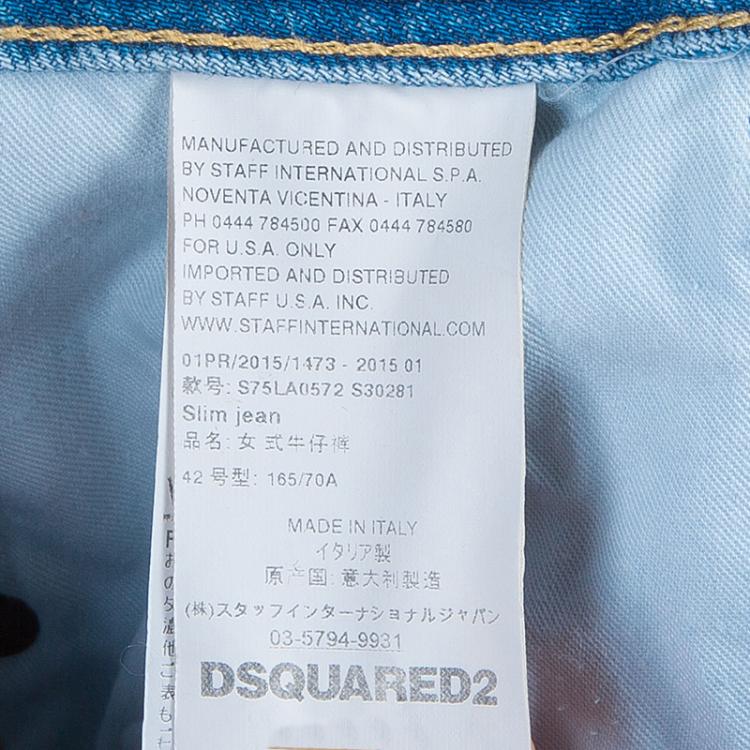 MANUFACTURED AND DISTRIBUTED
BY STAFF INTERNATIONAL S.P.A.
NOVENTA VICENTINA - ITALY
PH 0444 784500 FAX 0444 784580
FOR U.S.A. ONLY
IMPORTED AND DISTRIBUTED
BY STAFF U.S.A. INC.
WWW.STAFFINTERNATIONAL.COM
01PR/2015/1473 - 2015 01
款号: S75LA0572 S30281
Slim jean
品名: 女 式牛仔裤
42 号型: 165/70A
MADE IN ITALY
イタリア製
原产国: 意大利製造
(株)スタッフインターナショナルジャパン
03-5794-9931
DSQUARED2